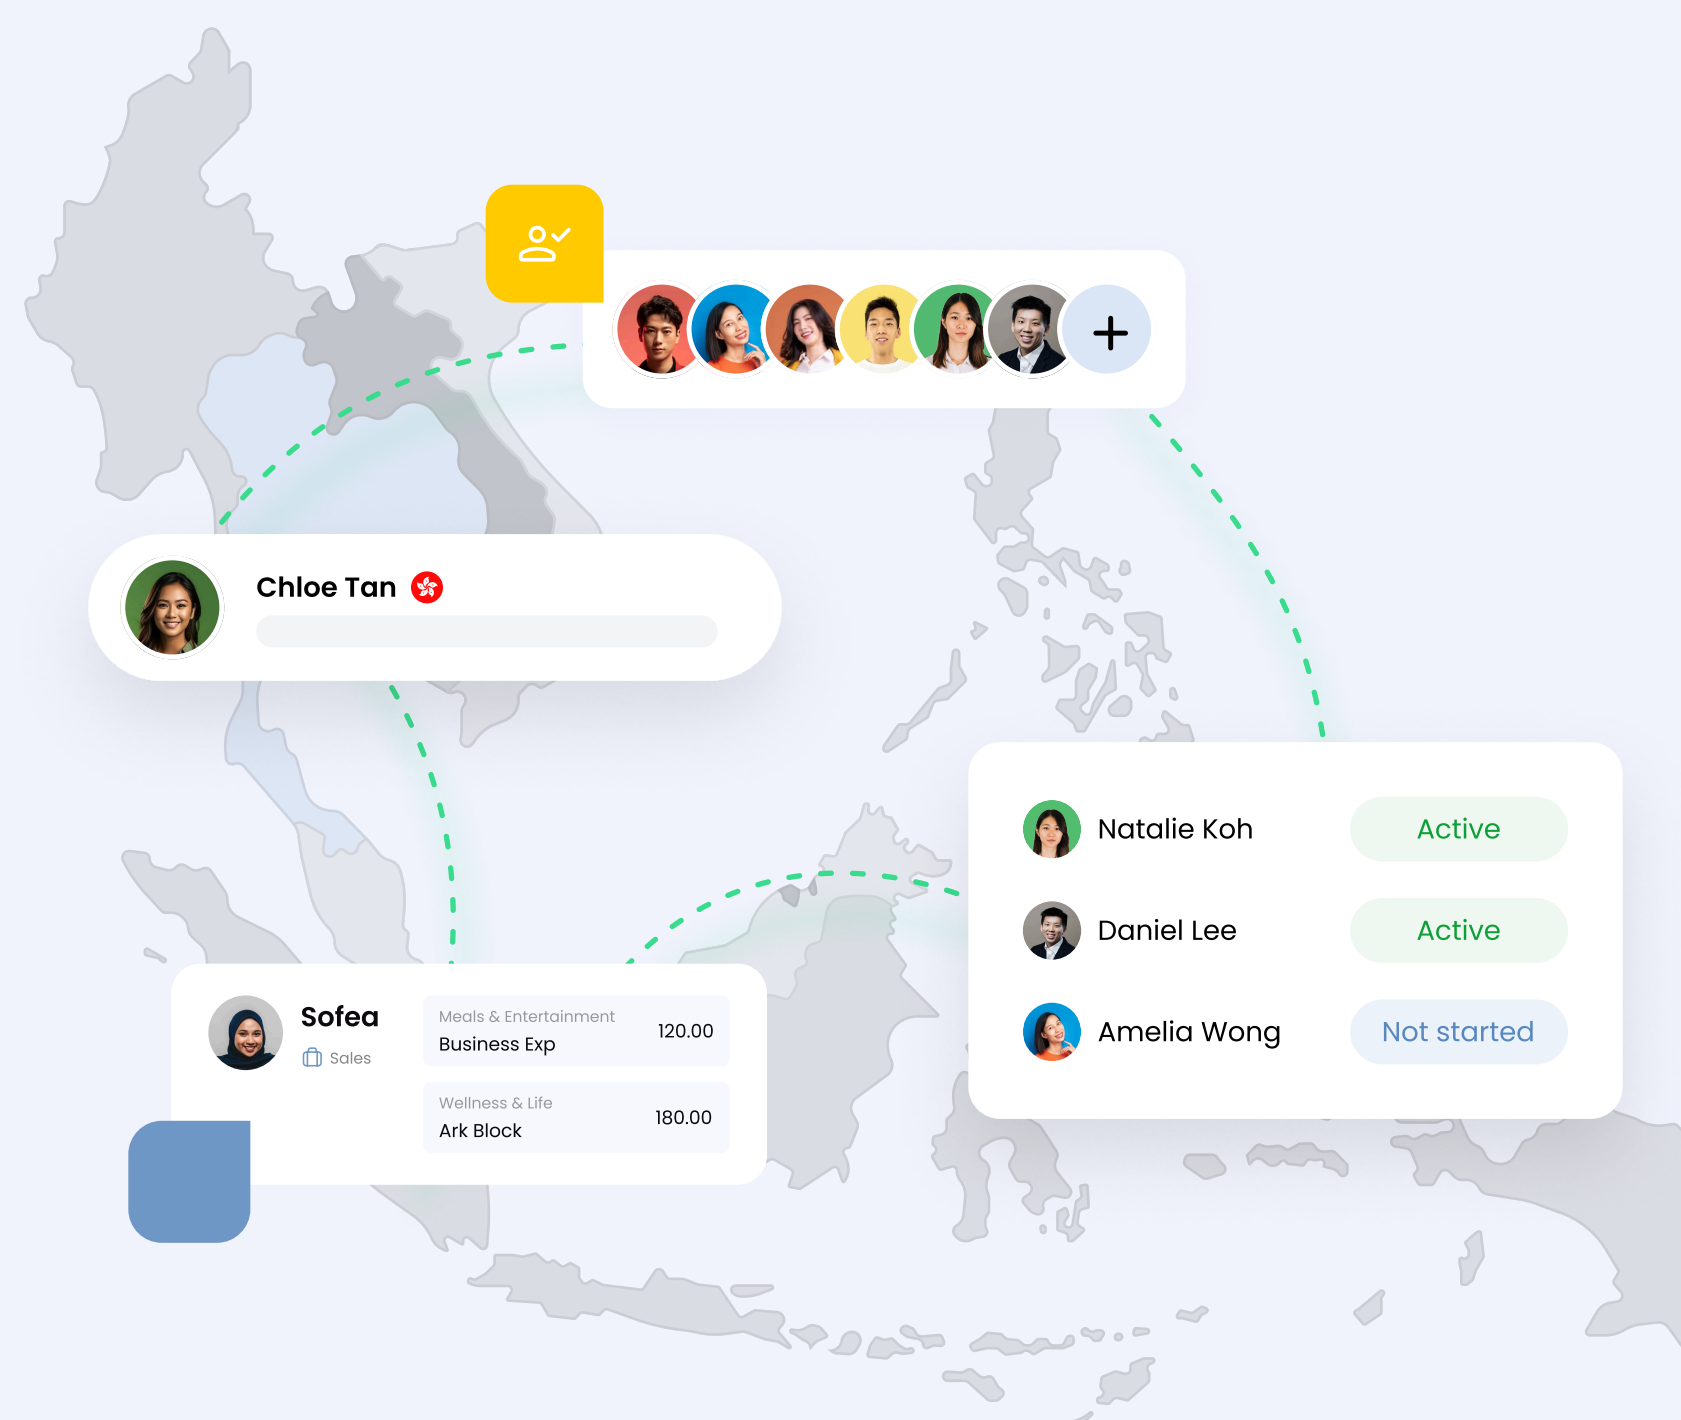 Chloe Tan
Natalie Koh
Active
Daniel Lee
Active
Amelia Wong
Not started
Sofea
Sales
Meals & Entertainment
Business Exp
120.00
Wellness & Life
Ark Block
180.00